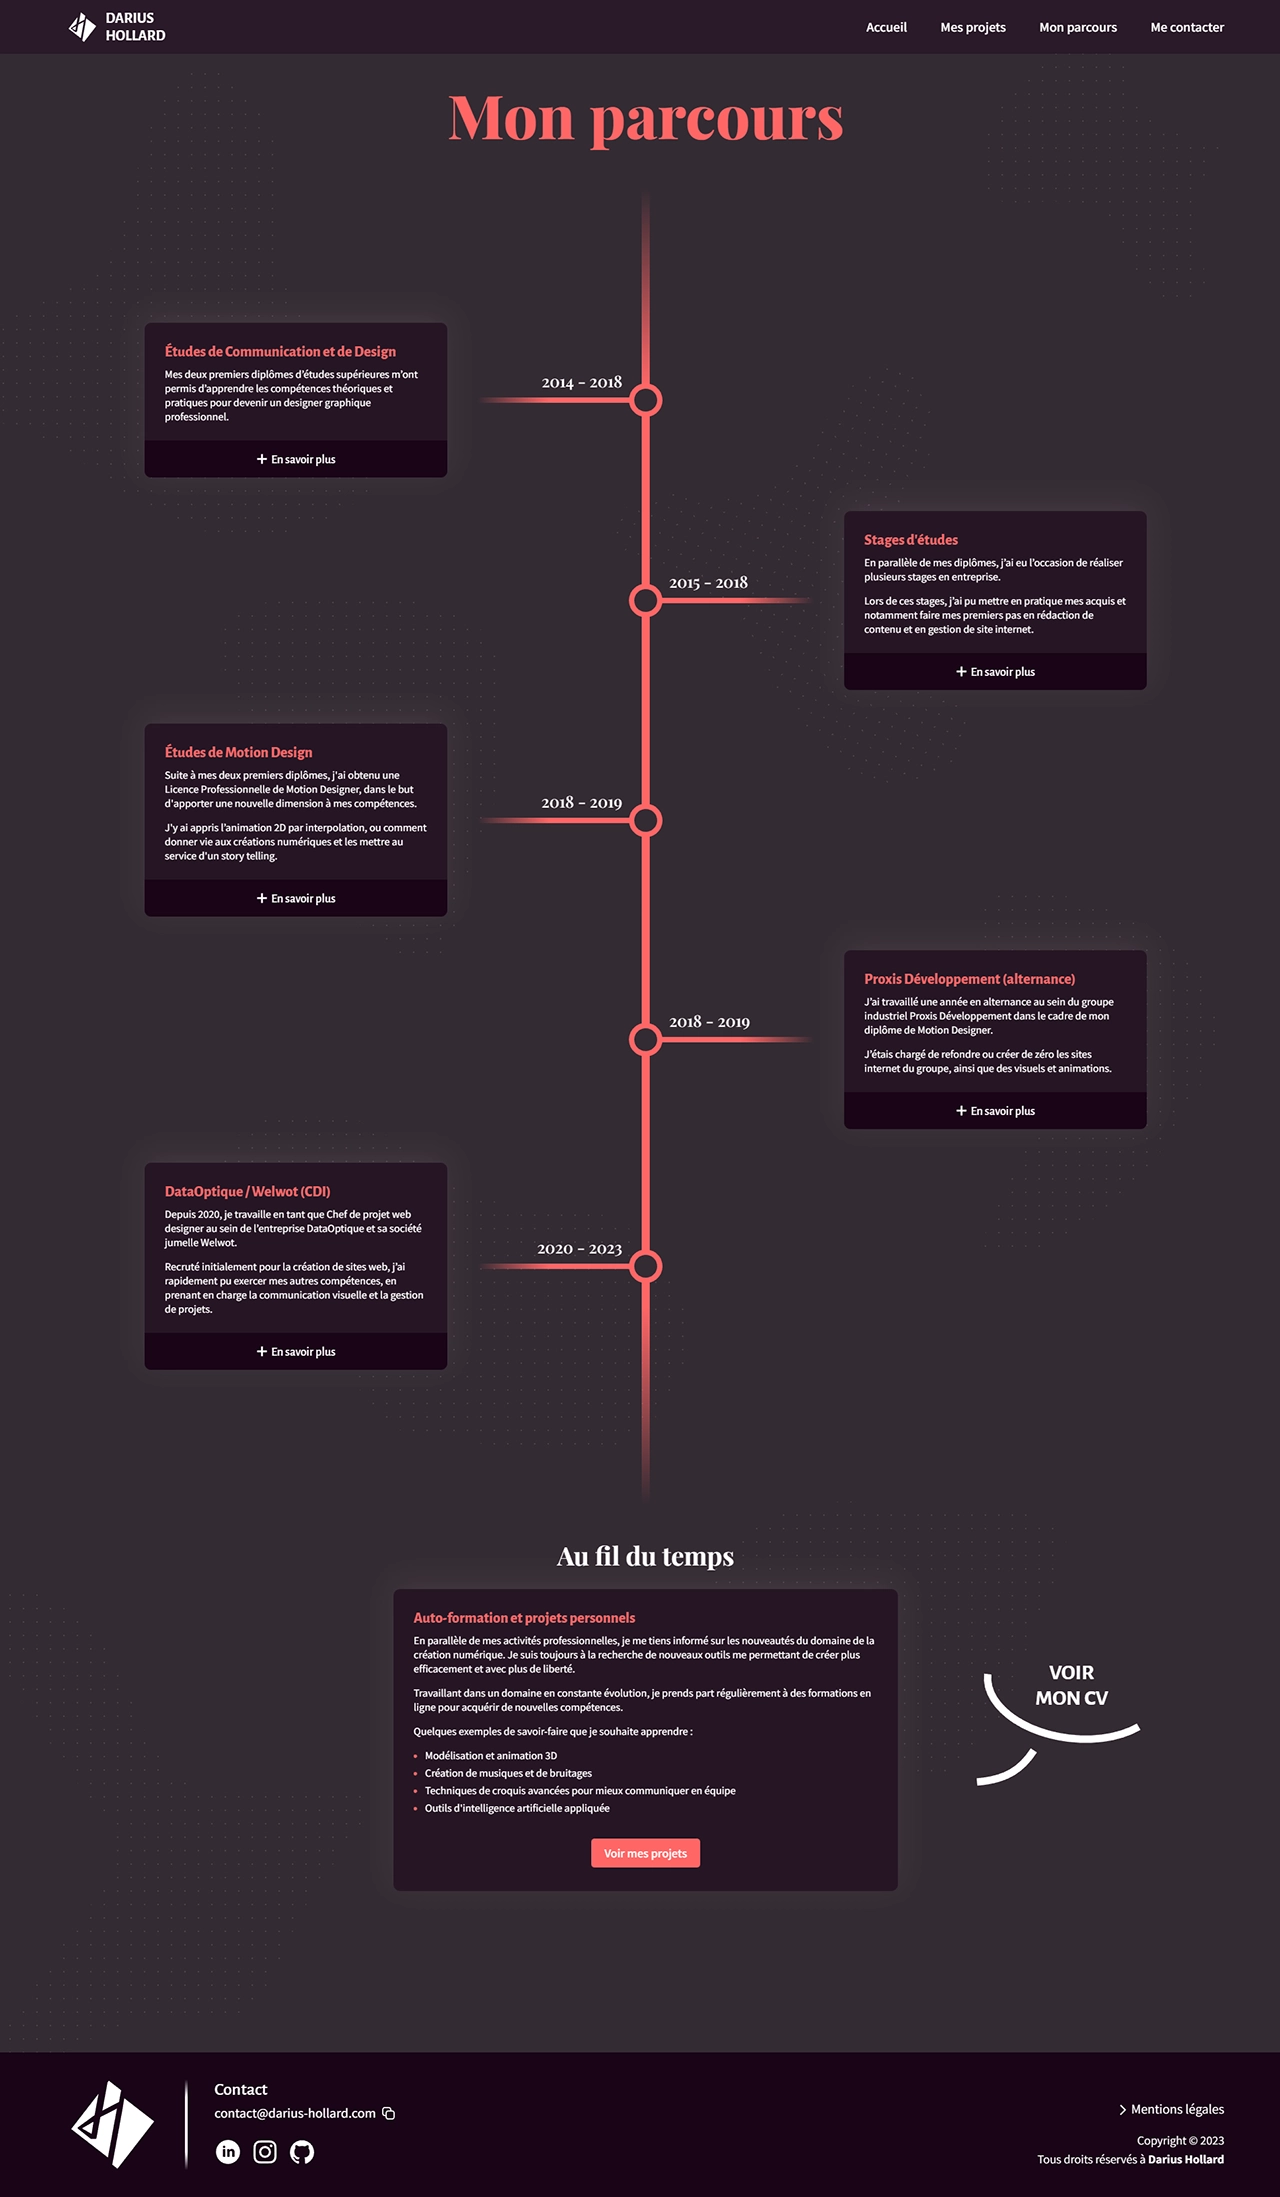 DARIUS
HOLLARD
Accueil
Mes projets
Mon parcours
Me contacter
Mon parcours
Études de Communication et de Design
Mes deux premiers diplômes d'études supérieures m'ont
permis d'apprendre les compétences théoriques et
pratiques pour devenir un designer graphique
professionnel.
En savoir plus
2014 - 2018
Stages d'études
En parallèle de mes diplômes, j'ai eu l'occasion de réaliser
plusieurs stages en entreprise.
Lors de ces stages, j'ai pu mettre en pratique mes acquis et
notamment faire mes premiers pas en rédaction de
contenu et en gestion de site internet.
En savoir plus
2015 - 2018
Études de Motion Design
Suite à mes deux premiers diplômes, j'ai obtenu une
Licence Professionnelle de Motion Designer, dans le but
d'apporter une nouvelle dimension à mes compétences.
J'y ai appris l'animation 2D par interpolation, ou comment
donner vie aux créations numériques et les mettre au
service d'un story telling.
En savoir plus
2018 - 2019
Proxis Développement (alternance)
J'ai travaillé une année en alternance au sein du groupe
industriel Proxis Développement dans le cadre de mon
diplôme de Motion Designer.
J'étais chargé de refondre ou créer de zéro les sites
internet du groupe, ainsi que des visuels et animations.
En savoir plus
2018 - 2019
DataOptique / Welwot (CDI)
Depuis 2020, je travaille en tant que Chef de projet web
designer au sein de l'entreprise DataOptique et sa société
jumelle Welwot.
Recruté initialement pour la création de sites web, j'ai
rapidement pu exercer mes autres compétences, en
prenant en charge la communication visuelle et la gestion
de projets.
En savoir plus
2020 - 2023
Au fil du temps
Auto-formation et projets personnels
En parallèle de mes activités professionnelles, je me tiens informé sur les nouveautés du domaine de la
création numérique. Je suis toujours à la recherche de nouveaux outils me permettant de créer plus
efficacement et avec plus de liberté.
Travaillant dans un domaine en constante évolution, je prends part régulièrement à des formations en
ligne pour acquérir de nouvelles compétences.
Quelques exemples de savoir-faire que je souhaite apprendre :
• Modélisation et animation 3D
• Création de musiques et de bruitages
• Techniques de croquis avancées pour mieux communiquer en équipe
• Outils d'intelligence artificielle appliquée
Voir mes projets
VOIR
MON CV
Contact
contact@darius-hollard.com
in
Mentions légales
Copyright © 2023
Tous droits réservés à Darius Hollard